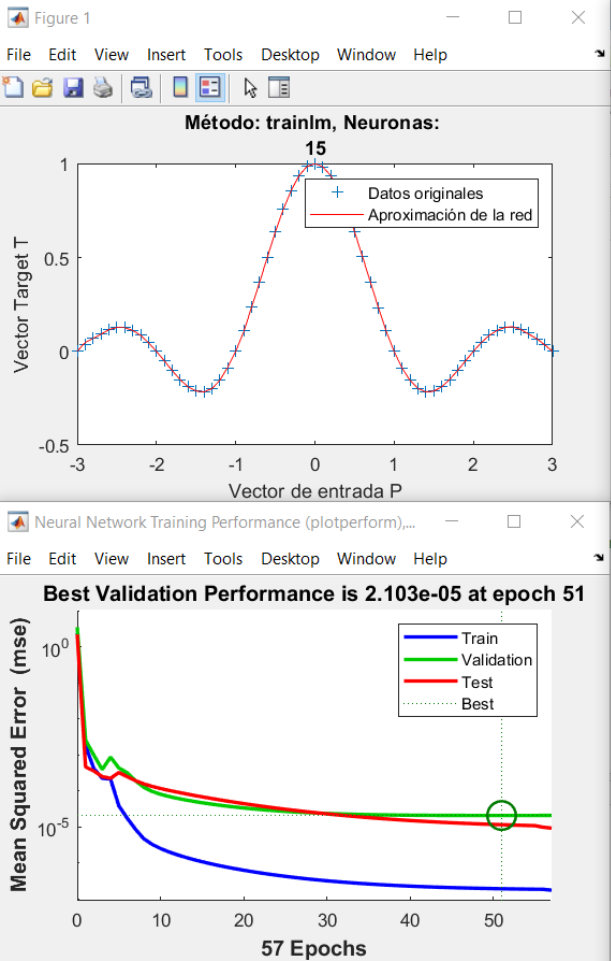 Figure 1
File Edit View Insert Tools Desktop Window Help
Método: trainlm, Neuronas:
15
1
Datos originales
Aproximación de la red
0.5
0
-0.5
Vector Target T
-3 -2 -1 0 1 2 3
Vector de entrada P
Neural Network Training Performance (plotperform),...
File Edit View Insert Tools Desktop Window Help
Best Validation Performance is 2.103e-05 at epoch 51
Train
Validation
Test
Best
10^0
10^-5
Mean Squared Error (mse)
0 10 20 30 40 50
57 Epochs